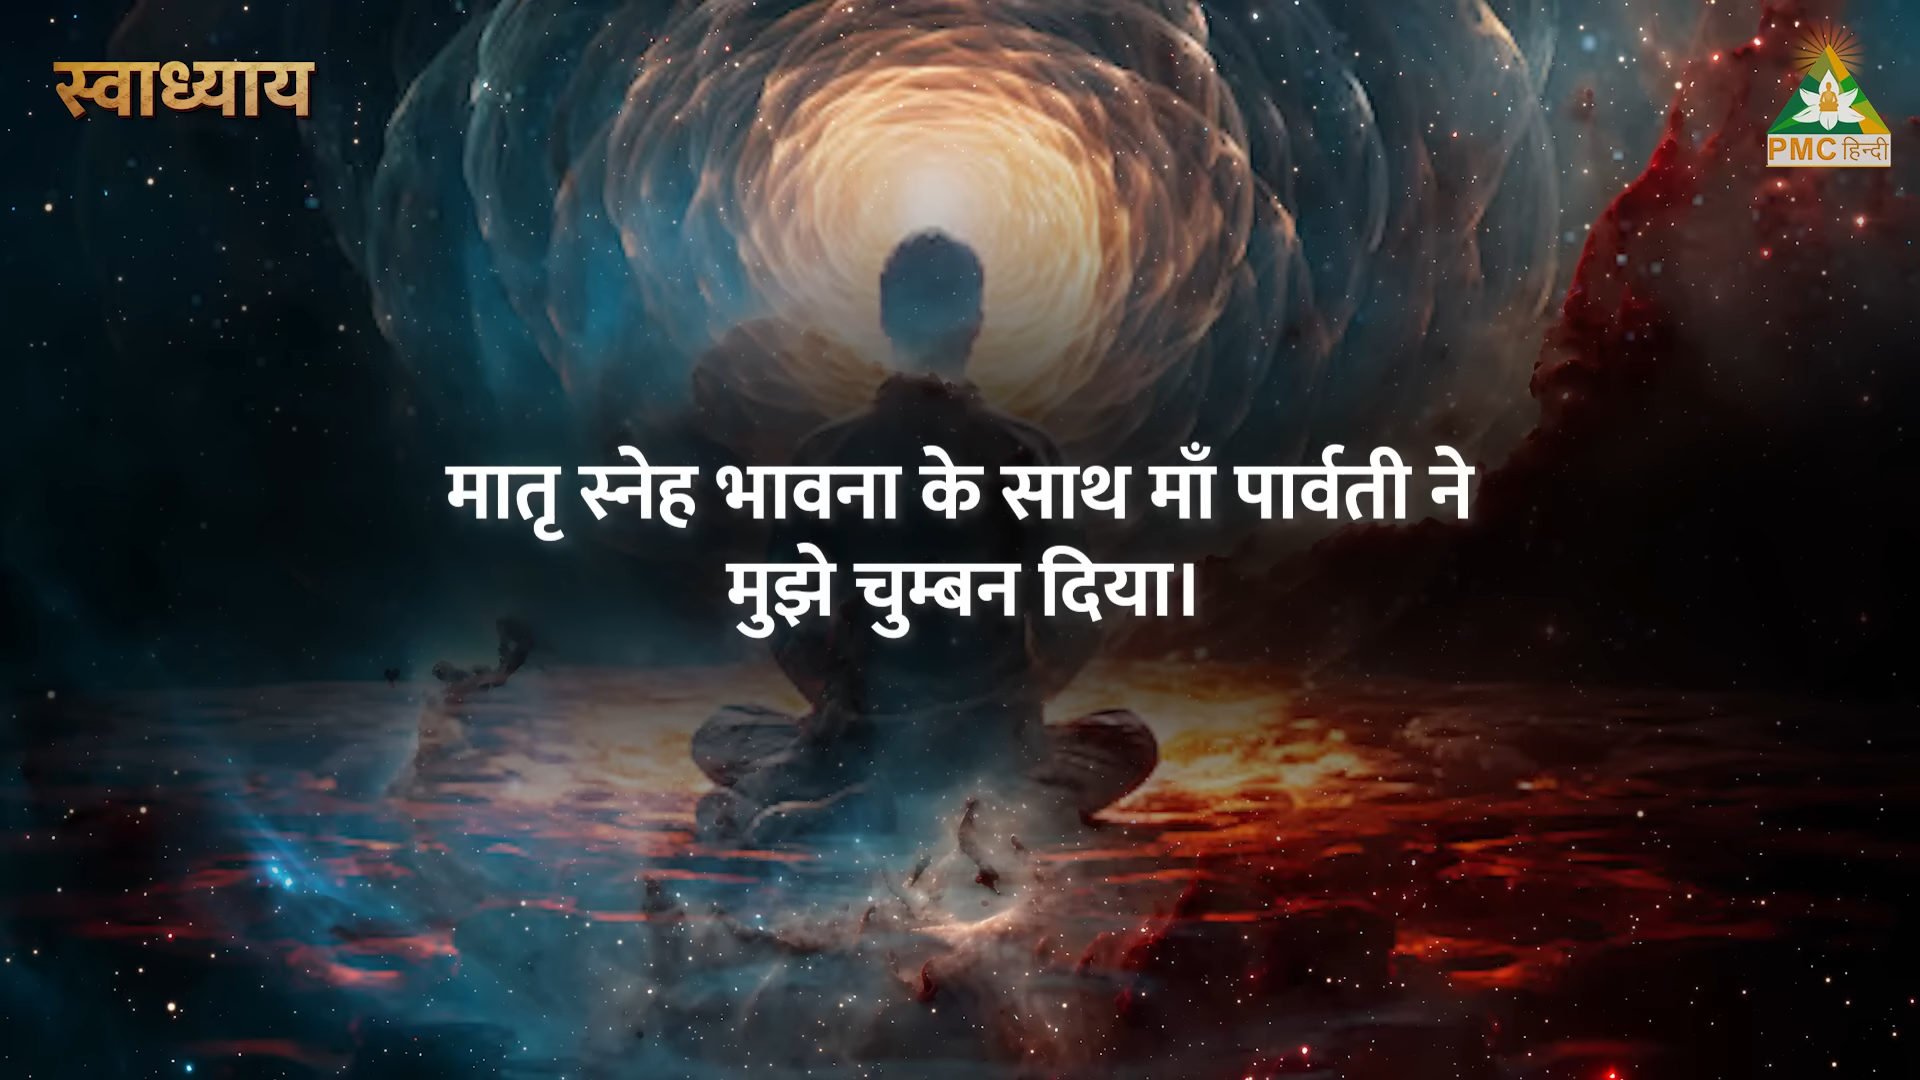 स्वाध्याय
PMC हिन्दी
मातृ स्नेह भावना के साथ माँ पार्वती ने
मुझे चुम्बन दिया।